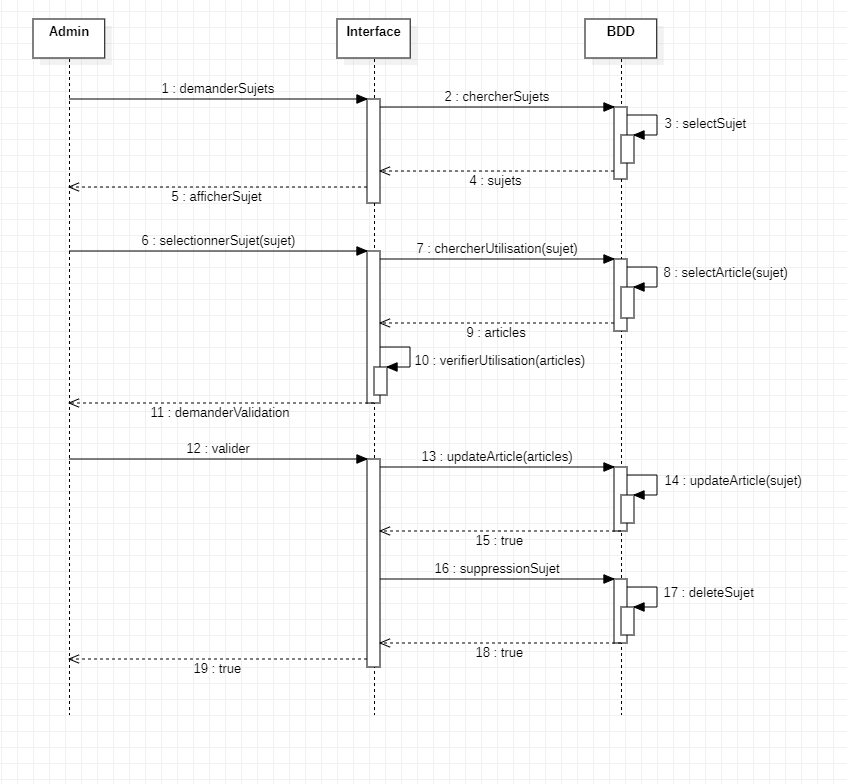 Admin
Interface
BDD
1 : demanderSujets
2 : chercherSujets
3 : selectSujet
4 : sujets
5 : afficherSujet
6 : selectionnerSujet(sujet)
7 : chercherUtilisation(sujet)
8 : selectArticle(sujet)
9 : articles
10 : verifierUtilisation(articles)
11 : demanderValidation
12 : valider
13 : updateArticle(articles)
14 : updateArticle(sujet)
15 : true
16 : suppressionSujet
17 : deleteSujet
18 : true
19 : true